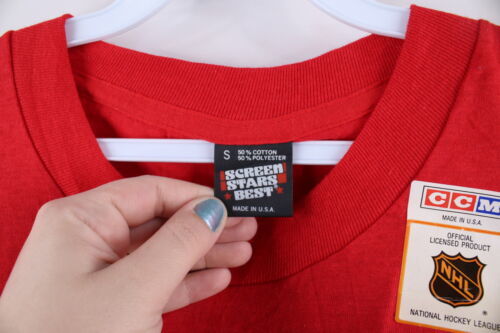 S 50% COTTON
50% POLYESTER
SCREEN
STARS
BEST
MADE IN U.S.A.
CCM
MADE IN U.S.A.
OFFICIAL
LICENSED PRODUCT
NHL
NATIONAL HOCKEY LEAGUE